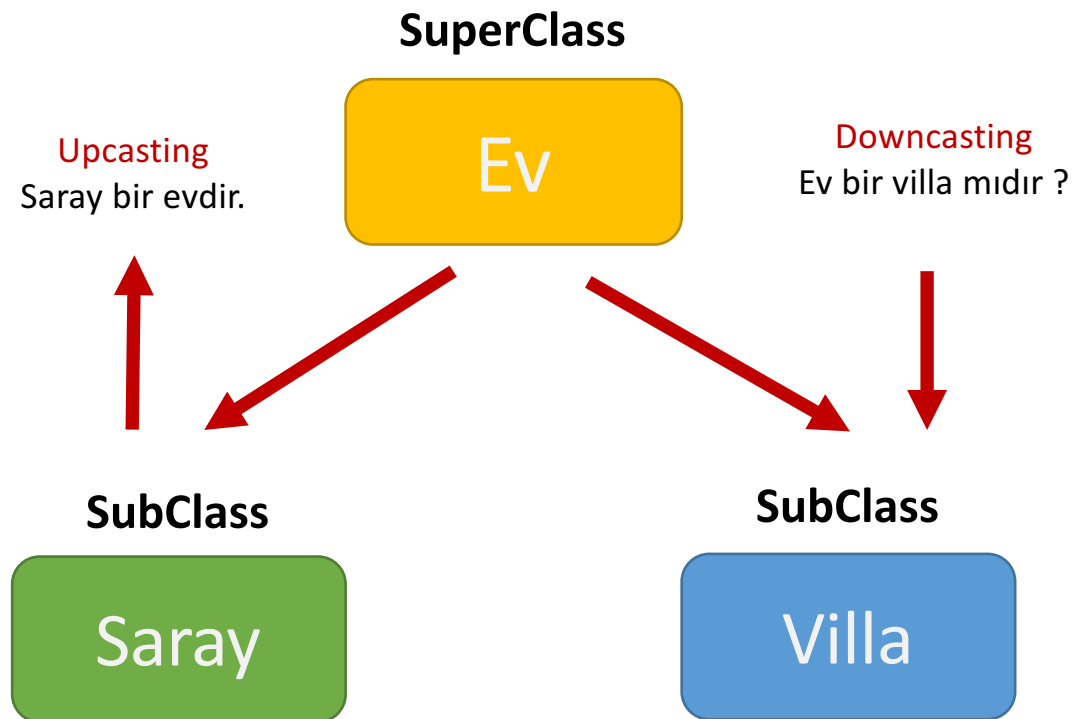 SuperClass
Ev
Upcasting
Saray bir evdir.
Downcasting
Ev bir villa mıdır ?
SubClass
Saray
SubClass
Villa